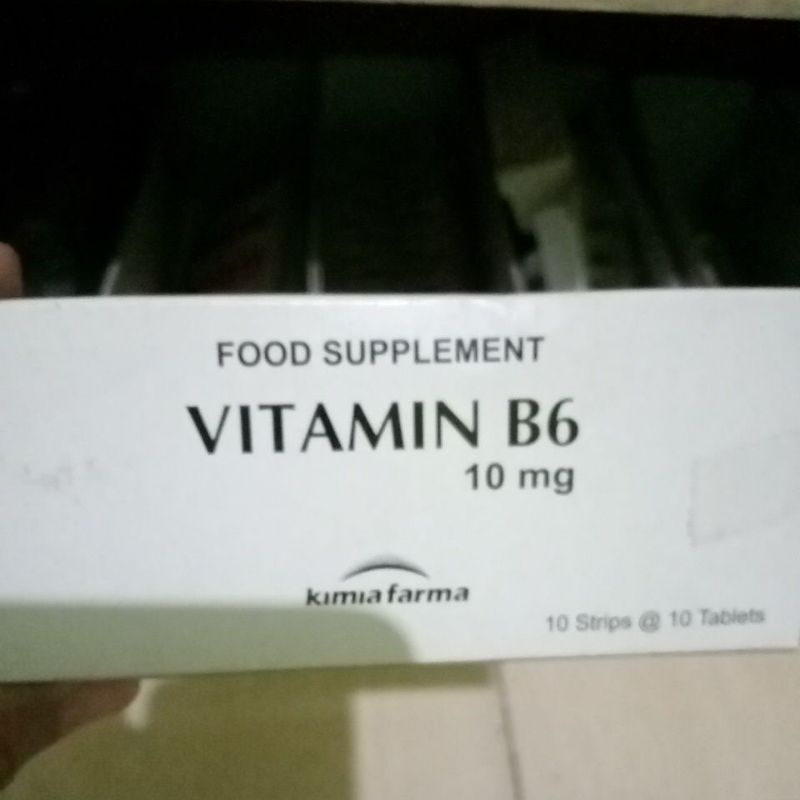 FOOD SUPPLEMENT
VITAMIN B6
10 mg
kimia farma
10 Strips @ 10 Tablets